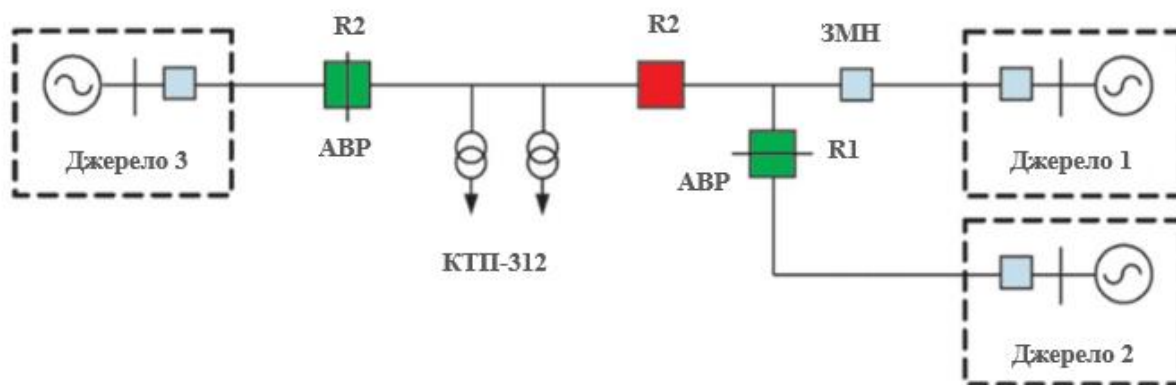 R2
R2
ЗМН
Джерело 3
АВР
АВР
R1
Джерело 1
КТП-312
Джерело 2